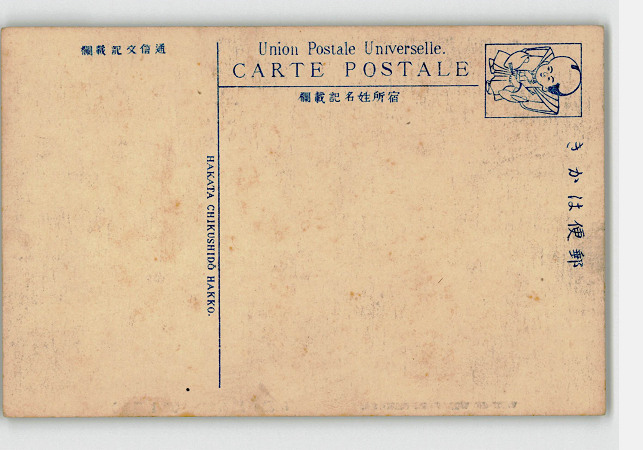 通信文記載欄
Union Postale Universelle.
CARTE POSTALE
宿所姓名記載欄
郵便はかき
HAKATA CHIKUSHIDŌ HAKKO.